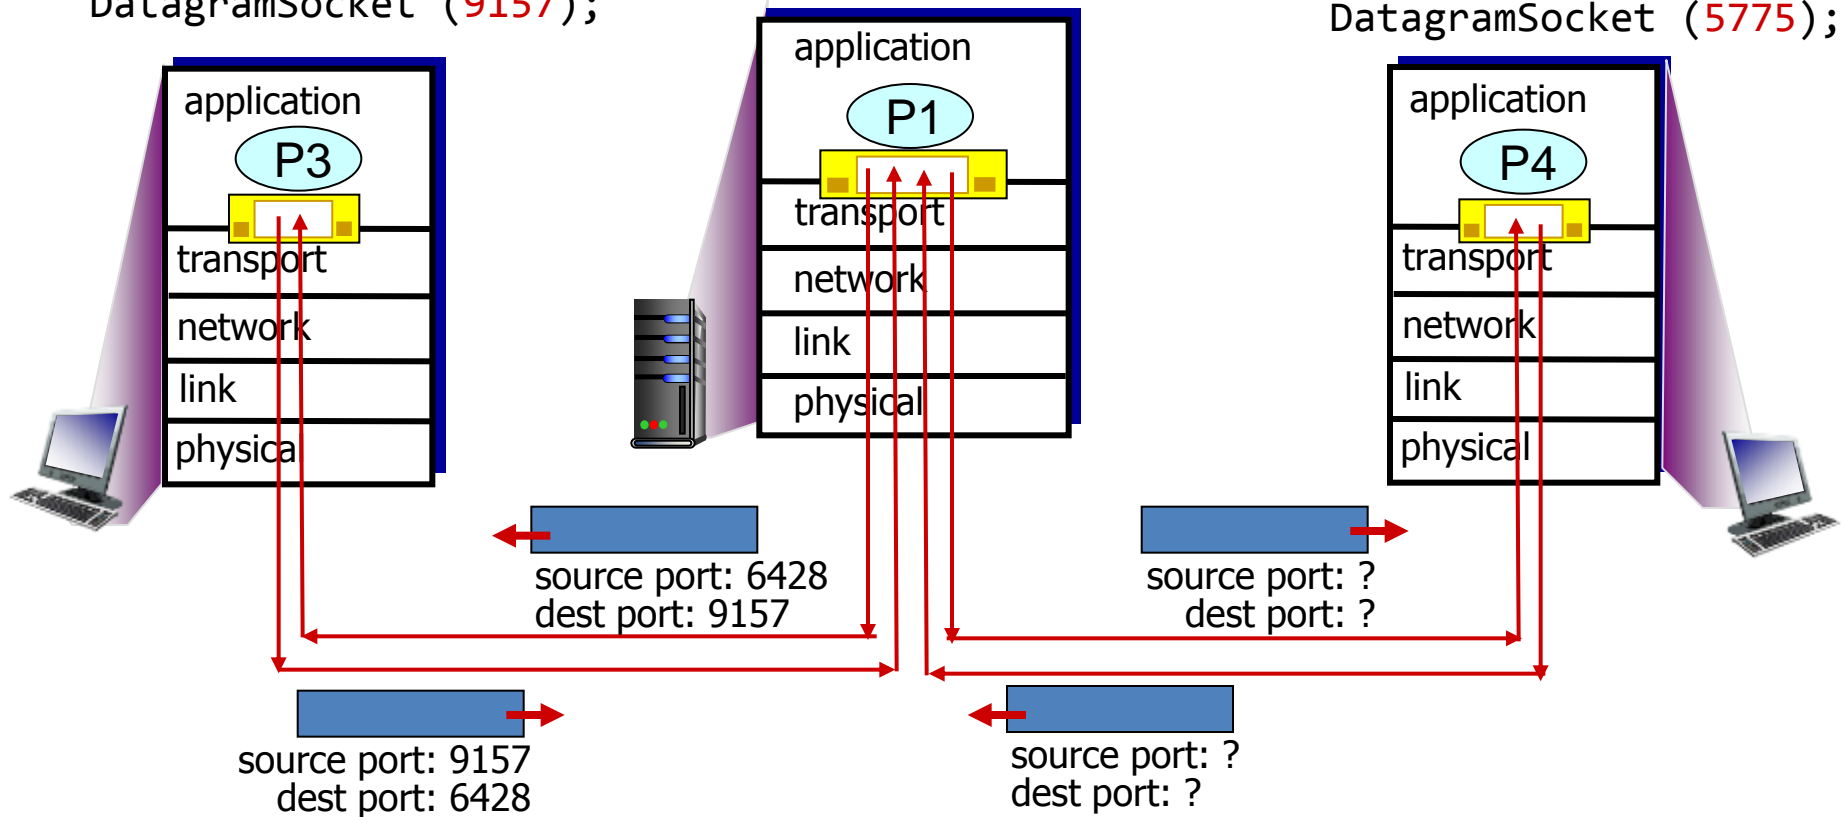 DatagramSocket (9157);
DatagramSocket (5775);
application
P3
transport
network
link
physica
application
P1
transport
network
link
physical
application
P4
transport
network
link
physical
source port: 6428
dest port: 9157
source port: ?
dest port: ?
source port: 9157
dest port: 6428
source port: ?
dest port: ?